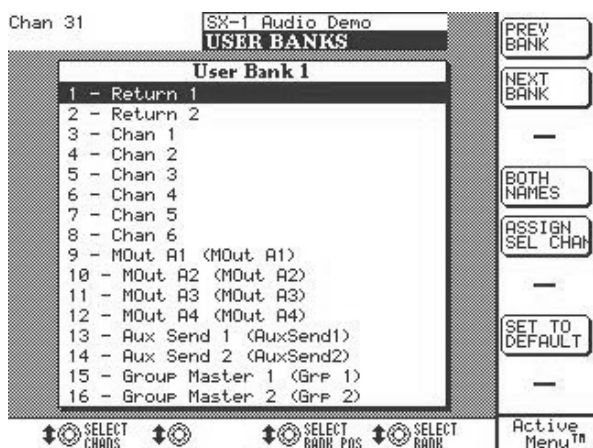 Chan 31
SX-1 Audio Demo
USER BANKS
User Bank 1
1 - Return 1
2 - Return 2
3 - Chan 1
4 - Chan 2
5 - Chan 3
6 - Chan 4
7 - Chan 5
8 - Chan 6
9 - MOut A1 (MOut A1)
10 - MOut A2 (MOut A2)
11 - MOut A3 (MOut A3)
12 - MOut A4 (MOut A4)
13 - Aux Send 1 (AuxSend1)
14 - Aux Send 2 (AuxSend2)
15 - Group Master 1 (Grp 1)
16 - Group Master 2 (Grp 2)
PREV
BANK
NEXT
BANK
BOTH
NAMES
ASSIGN
SEL CHAN
SET TO
DEFAULT
SELECT
CHANS
SELECT
BANK POS
SELECT
BANK
Active
Menu™